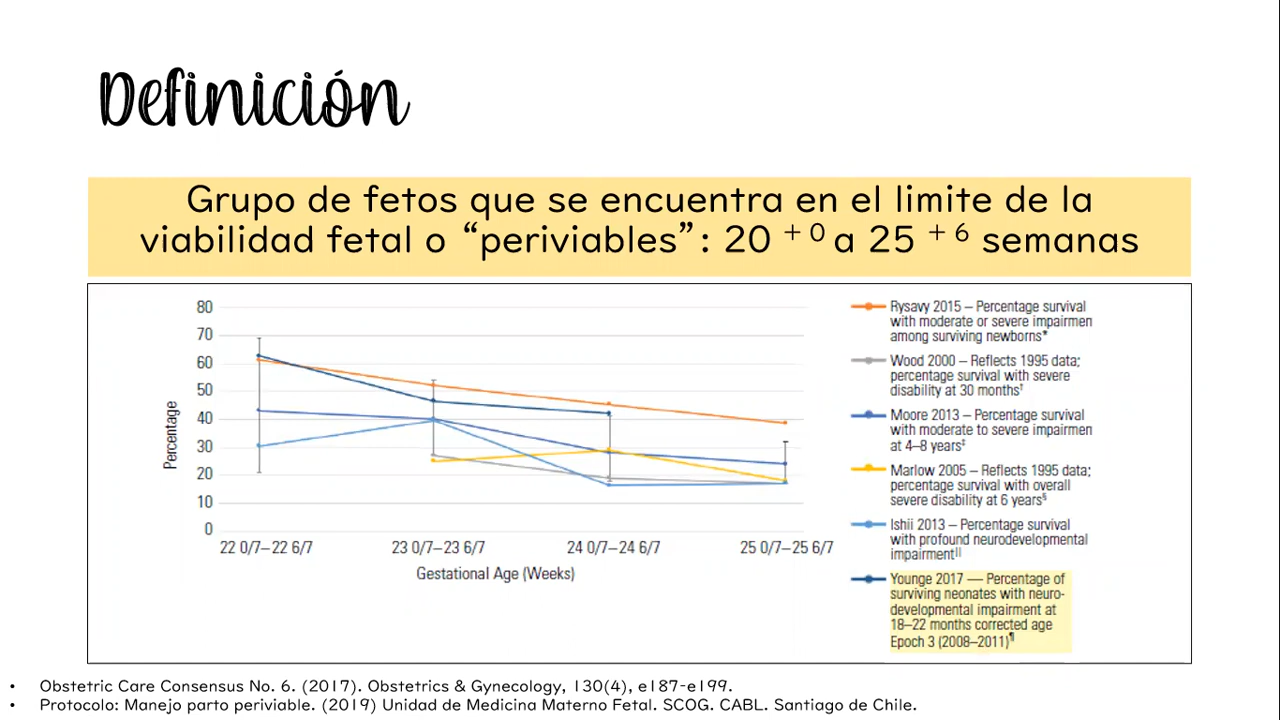 Definición
Grupo de fetos que se encuentra en el limite de la
viabilidad fetal o “periviables”: 20 + 0 a 25 + 6 semanas
80
70
60
50
40
30
20
10
0
Percentage
22 0/7–22 6/7
23 0/7–23 6/7
24 0/7–24 6/7
25 0/7–25 6/7
Gestational Age (Weeks)
Rysavy 2015 – Percentage survival
with moderate or severe impairmen
among surviving newborns*
Wood 2000 – Reflects 1995 data;
percentage survival with severe
disability at 30 months†
Moore 2013 – Percentage survival
with moderate to severe impairmen
at 4–8 years‡
Marlow 2005 – Reflects 1995 data;
percentage survival with overall
severe disability at 6 years§
Ishii 2013 – Percentage survival
with profound neurodevelopmental
impairment||
Younge 2017 — Percentage of
surviving neonates with neuro-
developmental impairment at
18–22 months corrected age
Epoch 3 (2008–2011)¶
• Obstetric Care Consensus No. 6. (2017). Obstetrics & Gynecology, 130(4), e187-e199.
• Protocolo: Manejo parto periviable. (2019) Unidad de Medicina Materno Fetal. SCOG. CABL. Santiago de Chile.